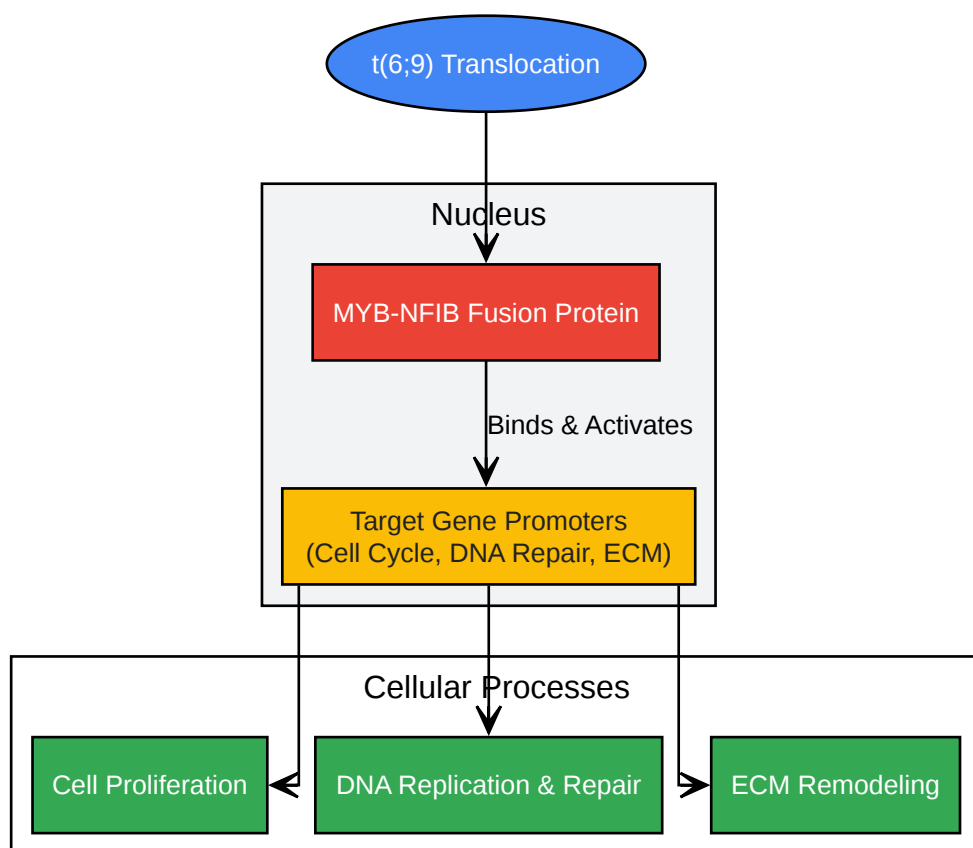 t(6;9) Translocation
Nucleus
MYB-NFIB Fusion Protein
Binds & Activates
Target Gene Promoters
(Cell Cycle, DNA Repair, ECM)
Cellular Processes
Cell Proliferation
DNA Replication & Repair
ECM Remodeling